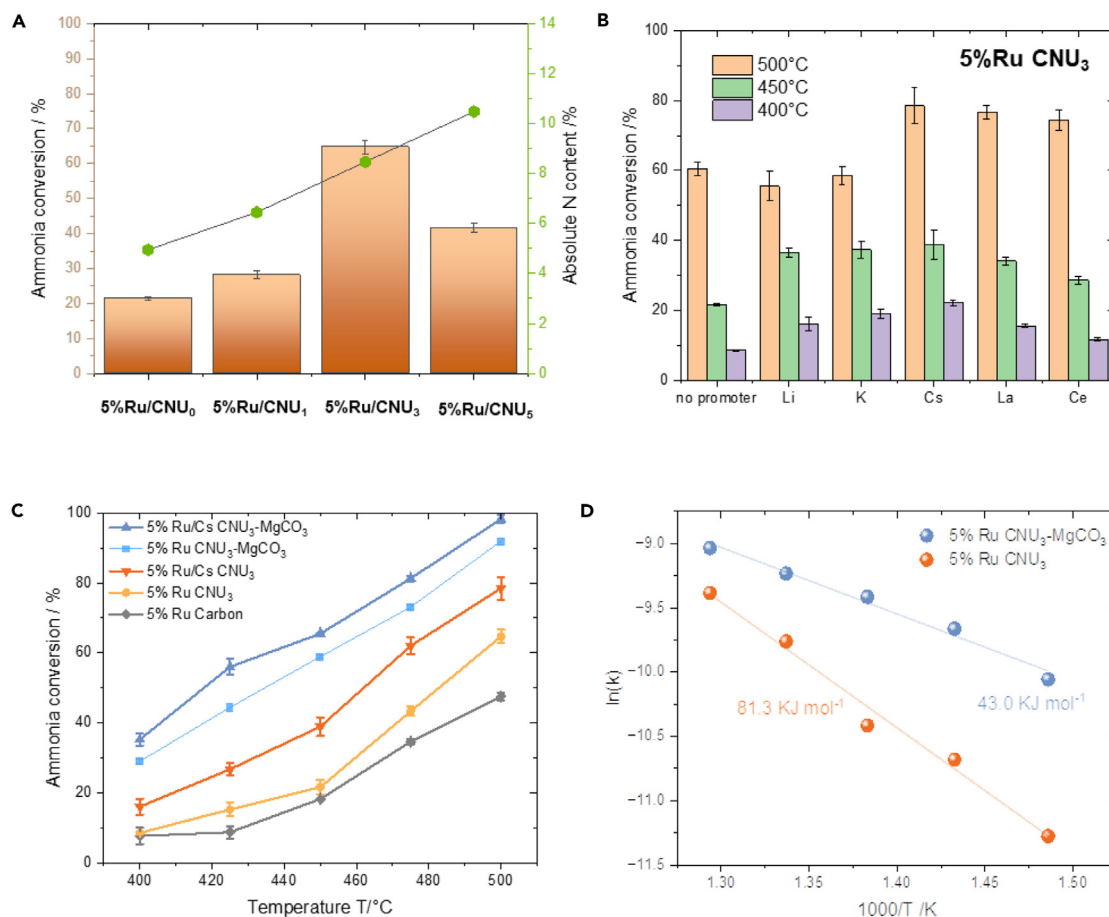 A
Ammonia conversion / %
100
90
80
70
60
50
40
30
20
10
0
14
12
10
8
6
4
2
0
Absolute N content /%
5%Ru/CNU₀
5%Ru/CNU₁
5%Ru/CNU₃
5%Ru/CNU₅
B
Ammonia conversion /%
100
80
60
40
20
0
500°C
450°C
400°C
5%Ru CNU₃
no promoter
Li
K
Cs
La
Ce
C
Ammonia conversion / %
100
80
60
40
20
0
5% Ru/Cs CNU₃-MgCO₃
5% Ru CNU₃-MgCO₃
5% Ru/Cs CNU₃
5% Ru CNU₃
5% Ru Carbon
400
420
440
460
480
500
Temperature T/°C
D
ln(k)
−9.0
−9.5
−10.0
−10.5
−11.0
−11.5
5% Ru CNU₃-MgCO₃
5% Ru CNU₃
81.3 KJ mol⁻¹
43.0 KJ mol⁻¹
1.30
1.35
1.40
1.45
1.50
1000/T /K